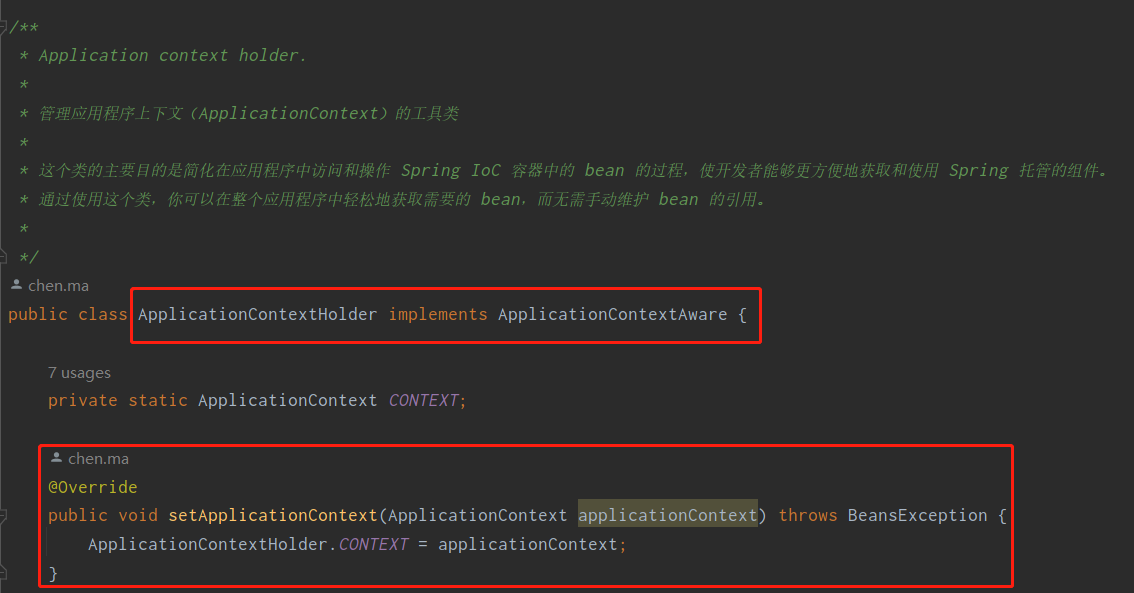 /**
* Application context holder.
*
* 管理应用程序上下文（ApplicationContext）的工具类
*
* 这个类的主要目的是简化在应用程序中访问和操作 Spring IoC 容器中的 bean 的过程，使开发者能够更方便地获取和使用 Spring 托管的组件。
* 通过使用这个类，你可以在整个应用程序中轻松地获取需要的 bean，而无需手动维护 bean 的引用。
*
*/
chen.ma
public class ApplicationContextHolder implements ApplicationContextAware {
7 usages
private static ApplicationContext CONTEXT;
chen.ma
@Override
public void setApplicationContext(ApplicationContext applicationContext) throws BeansException {
ApplicationContextHolder.CONTEXT = applicationContext;
}